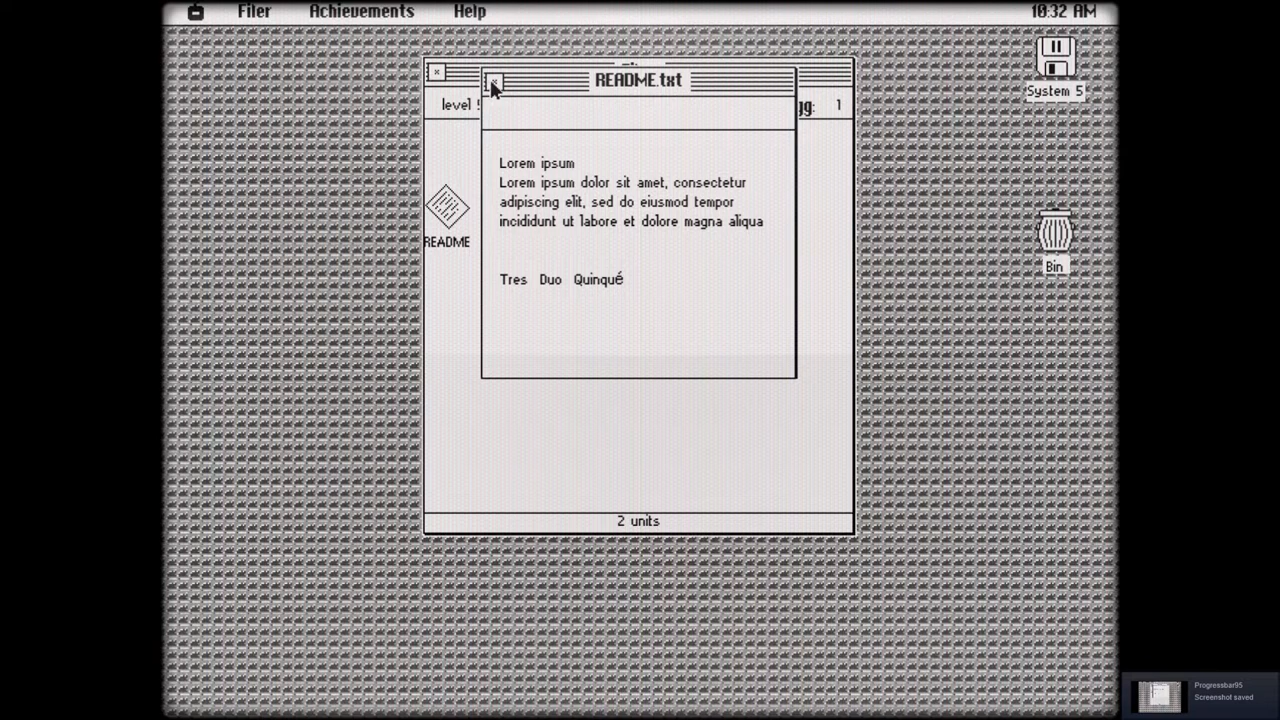 Filer Achievements Help 10:32 AM
README.txt
level
1
Lorem ipsum
Lorem ipsum dolor sit amet, consectetur
adipiscing elit, sed do eiusmod tempor
incididunt ut labore et dolore magna aliqua
Tres Duo Quinqué
README
2 units
System 5
Bin
Progressbar95
Screenshot saved